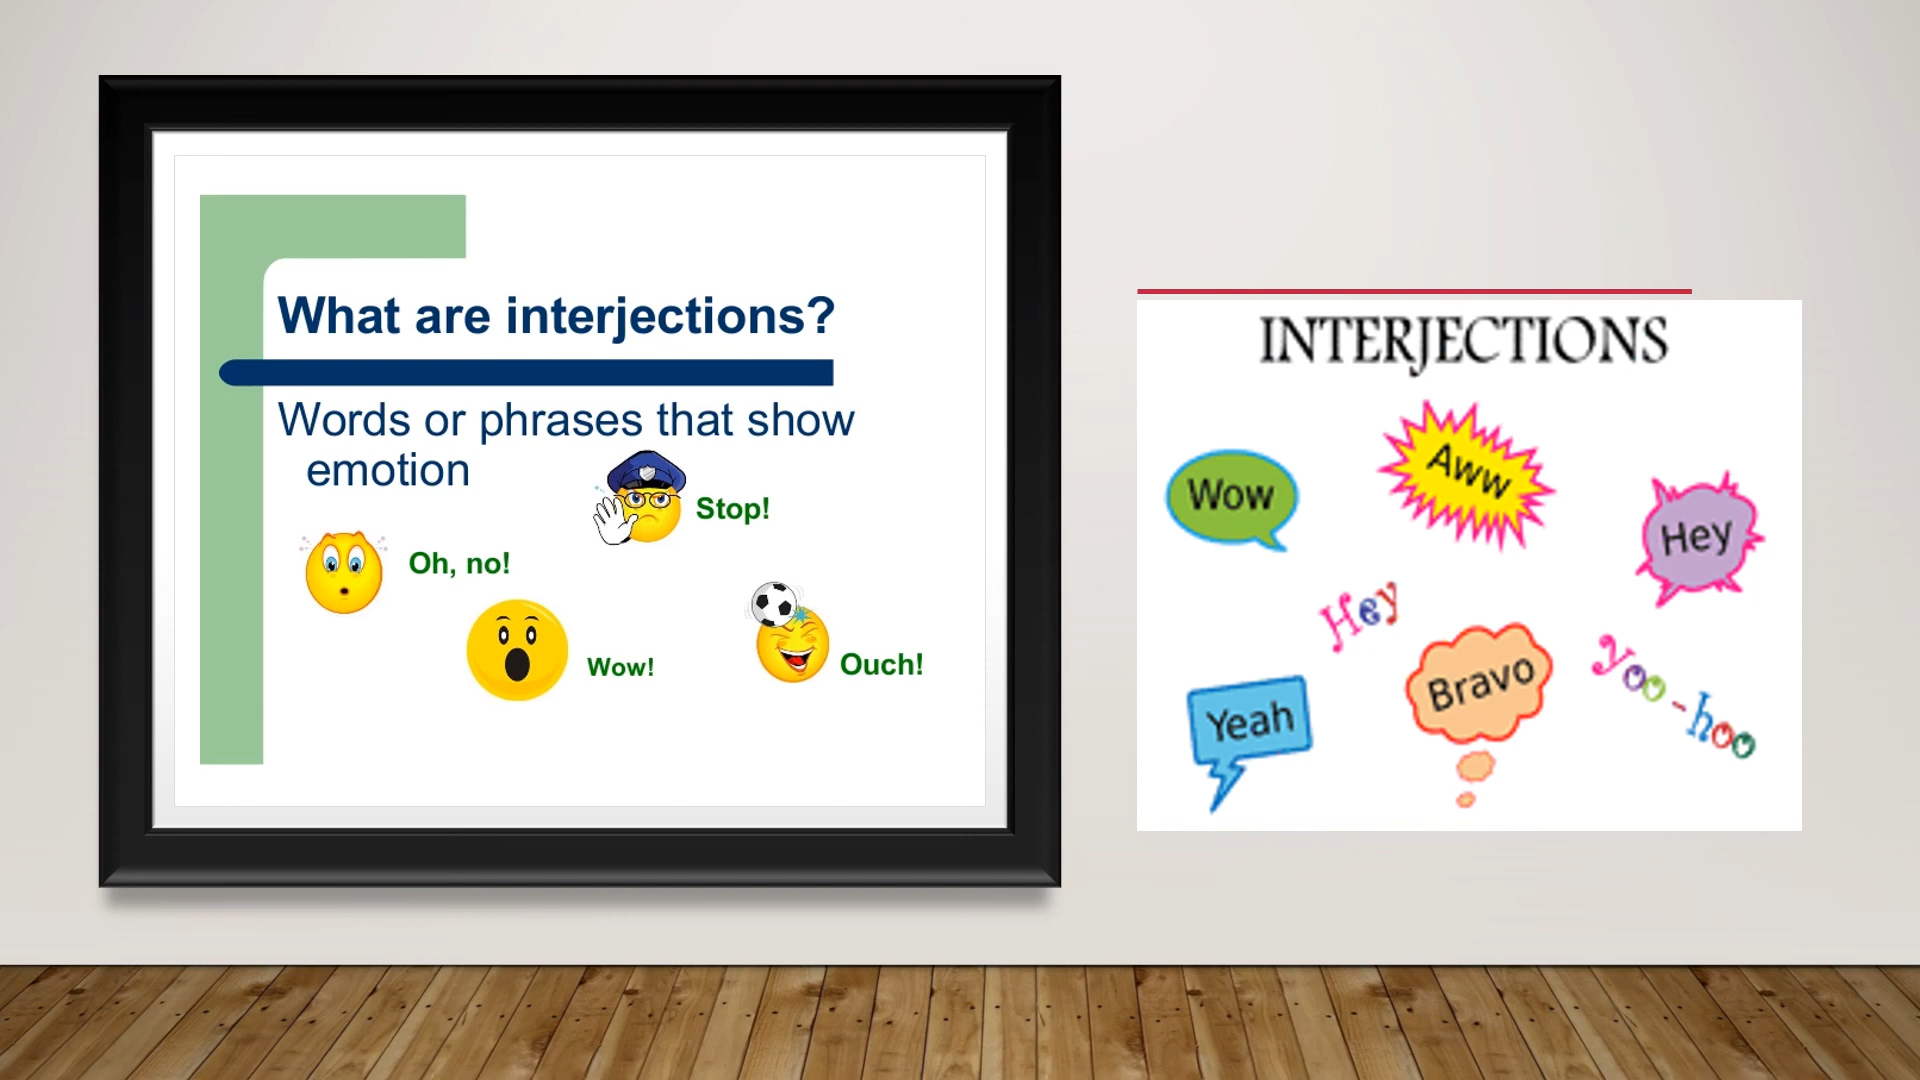 What are interjections?
Words or phrases that show
emotion
Stop!
Oh, no!
Wow!
Ouch!
INTERJECTIONS
Wow
Aww
Hey
Hey
Yeah
Bravo
yoo-hoo